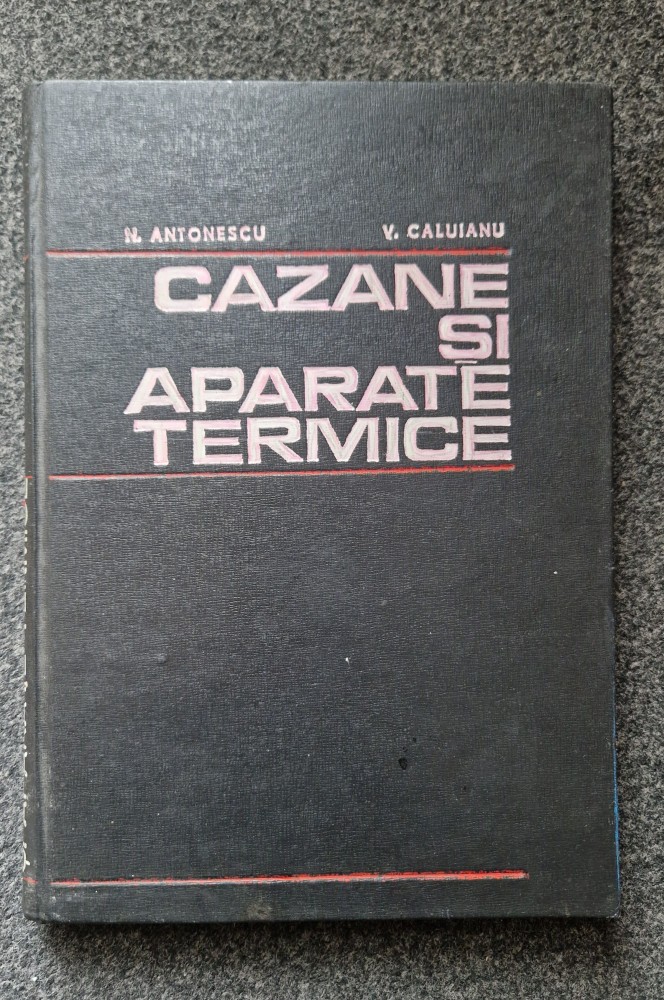 N. ANTONESCU V. CALUIANU
CAZANE
ȘI
APARATE
TERMICE